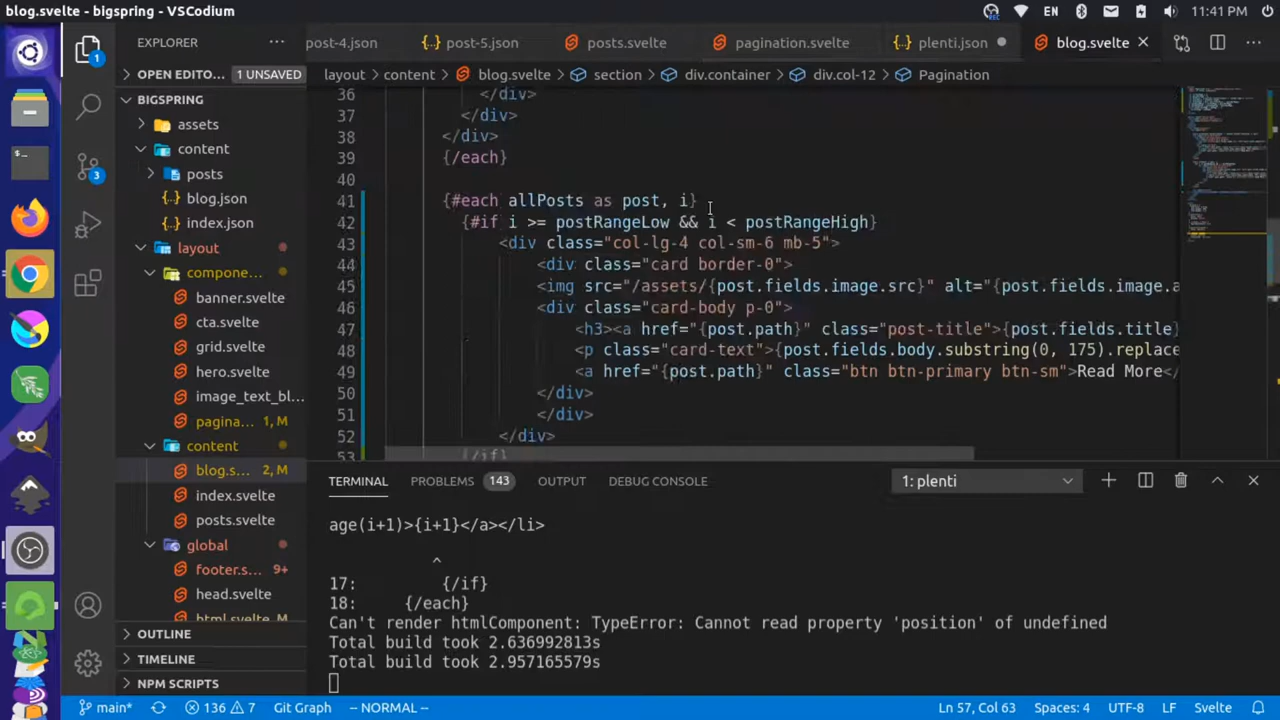 blog.svelte - bigspring - VSCodium
REC
EN
11:41 PM
EXPLORER
post-4.json
post-5.json
posts.svelte
pagination.svelte
plenti.json
blog.svelte
1
OPEN EDITO...
1 UNSAVED
layout > content > blog.svelte > section > div.container > div.col-12 > Pagination
BIGSPRING
assets
content
posts
blog.json
index.json
layout
compone...
banner.svelte
cta.svelte
grid.svelte
hero.svelte
image_text_bl...
pagina... 1, M
content
blog.s... 2, M
index.svelte
posts.svelte
global
footer.s... 9+
head.svelte
html.svelte M
OUTLINE
TIMELINE
NPM SCRIPTS
3
36 </div>
37 </div>
38 </div>
39 {/each}
40
41 {#each allPosts as post, i}
42 {#if i >= postRangeLow && i < postRangeHigh}
43 <div class="col-lg-4 col-sm-6 mb-5">
44 <div class="card border-0">
45 <img src="/assets/{post.fields.image.src}" alt="{post.fields.image.a
46 <div class="card-body p-0">
47 <h3><a href="{post.path}" class="post-title">{post.fields.title}
48 <p class="card-text">{post.fields.body.substring(0, 175).replace
49 <a href="{post.path}" class="btn btn-primary btn-sm">Read More</
50 </div>
51 </div>
52 </div>
53 {/if}
TERMINAL
PROBLEMS 143
OUTPUT
DEBUG CONSOLE
1: plenti
age(i+1)>{i+1}</a></li>
^
17: {/if}
18: {/each}
Can't render htmlComponent: TypeError: Cannot read property 'position' of undefined
Total build took 2.636992813s
Total build took 2.957165579s
main*
136 7
Git Graph
-- NORMAL --
Ln 57, Col 63
Spaces: 4
UTF-8
LF
Svelte